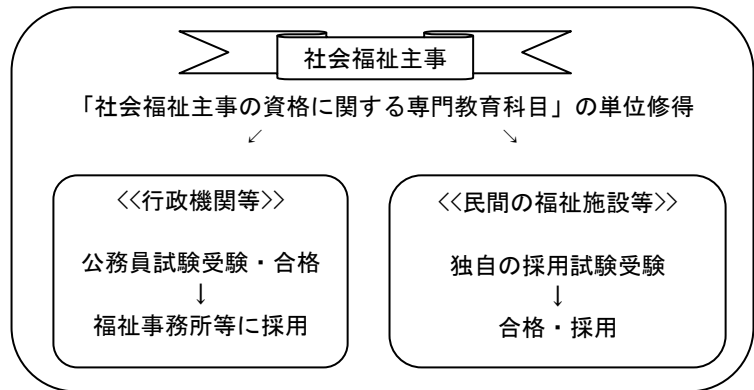 社会福祉主事
「社会福祉主事の資格に関する専門教育科目」の単位修得
↙ ↘
<<行政機関等>>
公務員試験受験・合格
↓
福祉事務所等に採用
<<民間の福祉施設等>>
独自の採用試験受験
↓
合格・採用